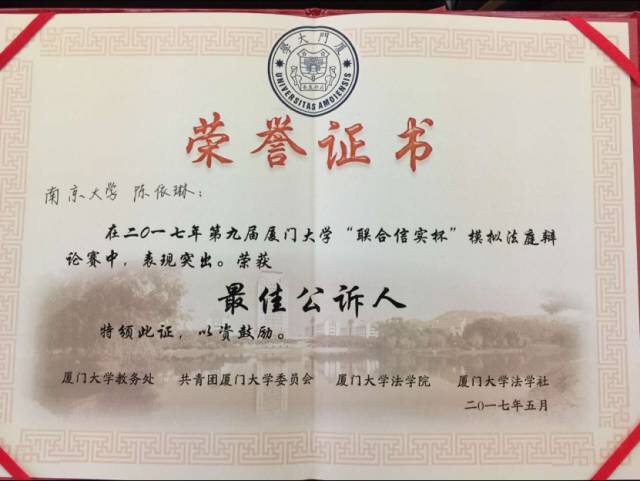 學大門廈
UNIVERSITAS AMOIENSIS
荣誉证书
南京大学 陈依琳：
在二〇一七年第九届厦门大学“联合信实杯”模拟法庭辩
论赛中，表现突出。荣获
最佳公诉人
特颁此证，以资鼓励。
厦门大学教务处 共青团厦门大学委员会 厦门大学法学院 厦门大学法学社
二〇一七年五月